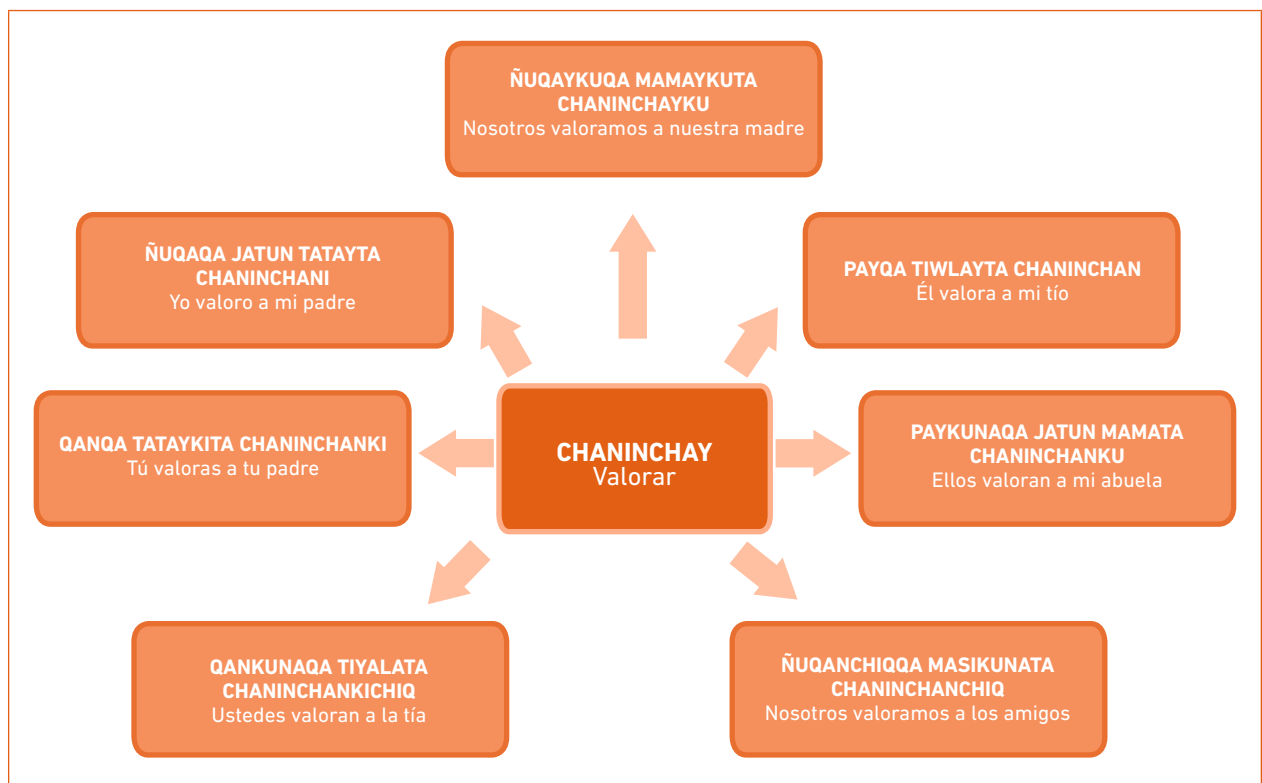 ÑUQAYKUQA MAMAYKUTA
CHANINCHAYKU
Nosotros valoramos a nuestra madre
ÑUQAQA JATUN TATAYTA
CHANINCHANI
Yo valoro a mi padre
PAYQA TIWLAYTA CHANINCHAN
Él valora a mi tío
QANQA TATAYKITA CHANINCHANKI
Tú valoras a tu padre
CHANINCHAY
Valorar
PAYKUNAQA JATUN MAMATA
CHANINCHANKU
Ellos valoran a mi abuela
QANKUNAQA TIYALATA
CHANINCHANKICHIQ
Ustedes valoran a la tía
ÑUQANCHIQQA MASIKUNATA
CHANINCHANCHIQ
Nosotros valoramos a los amigos